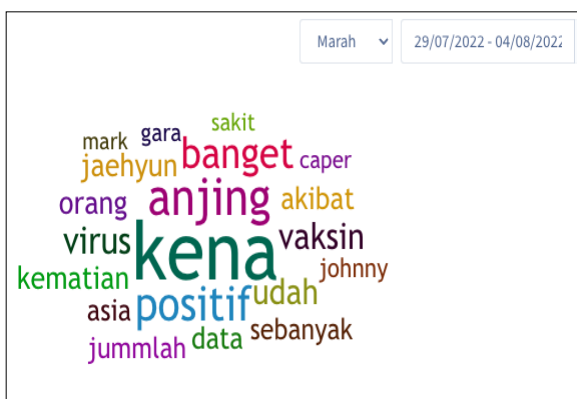 Marah 29/07/2022 - 04/08/2022
sakit
mark gara
jaehyun banget caper
orang anjing akibat
virus kena vaksin
kematian johnny
asia positif udah
jummlah data sebanyak